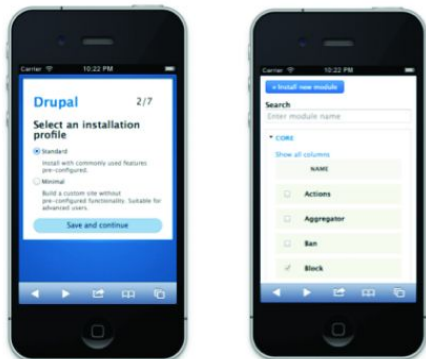 Carrier 10:22 PM
Drupal 2/7
Select an installation
profile
Standard
Install with commonly used features
pre-configured.
Minimal
Build a custom site without
pre-configured functionality. Suitable for
advanced users.
Save and continue
Carrier 10:22 PM
+ Install new module
Search
Enter module name
CORE
Show all columns
NAME
Actions
Aggregator
Ban
Block